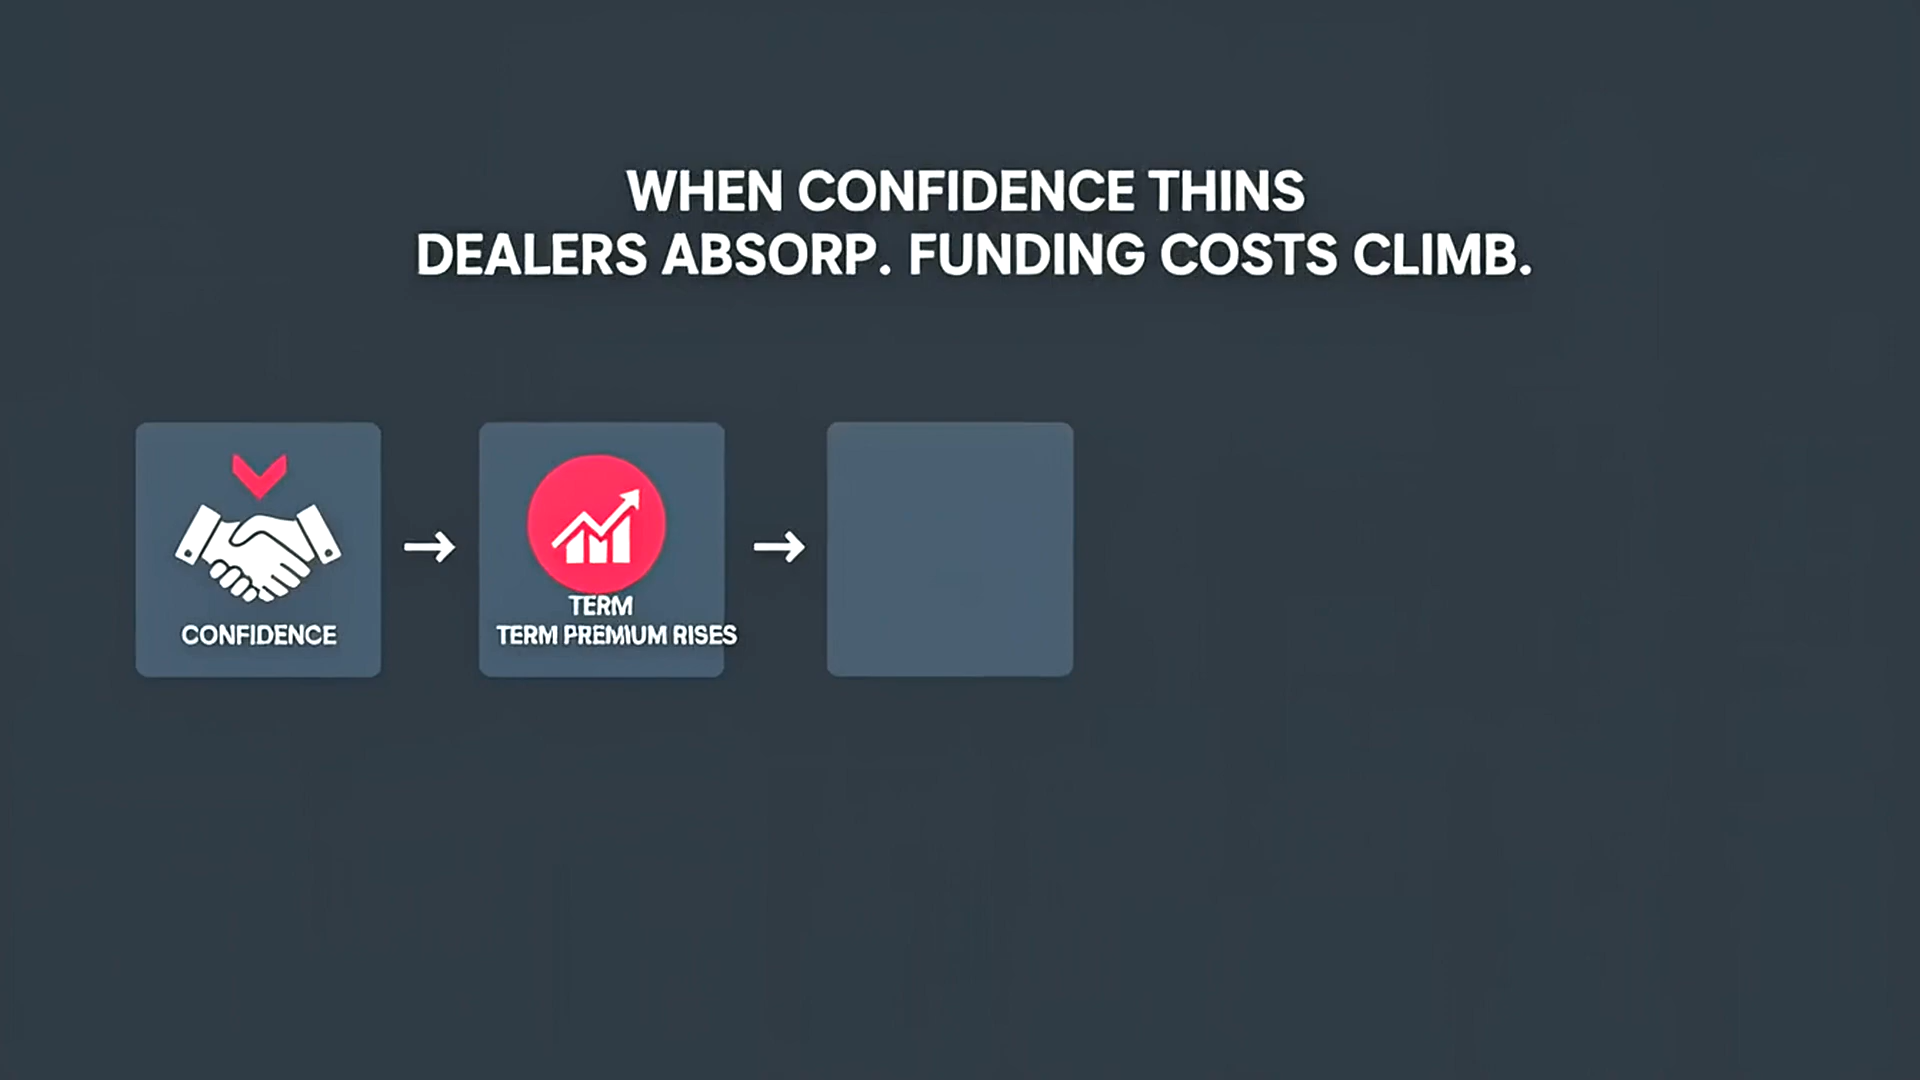 WHEN CONFIDENCE THINS
DEALERS ABSORP. FUNDING COSTS CLIMB.
CONFIDENCE
TERM
TERM PREMIUM RISES